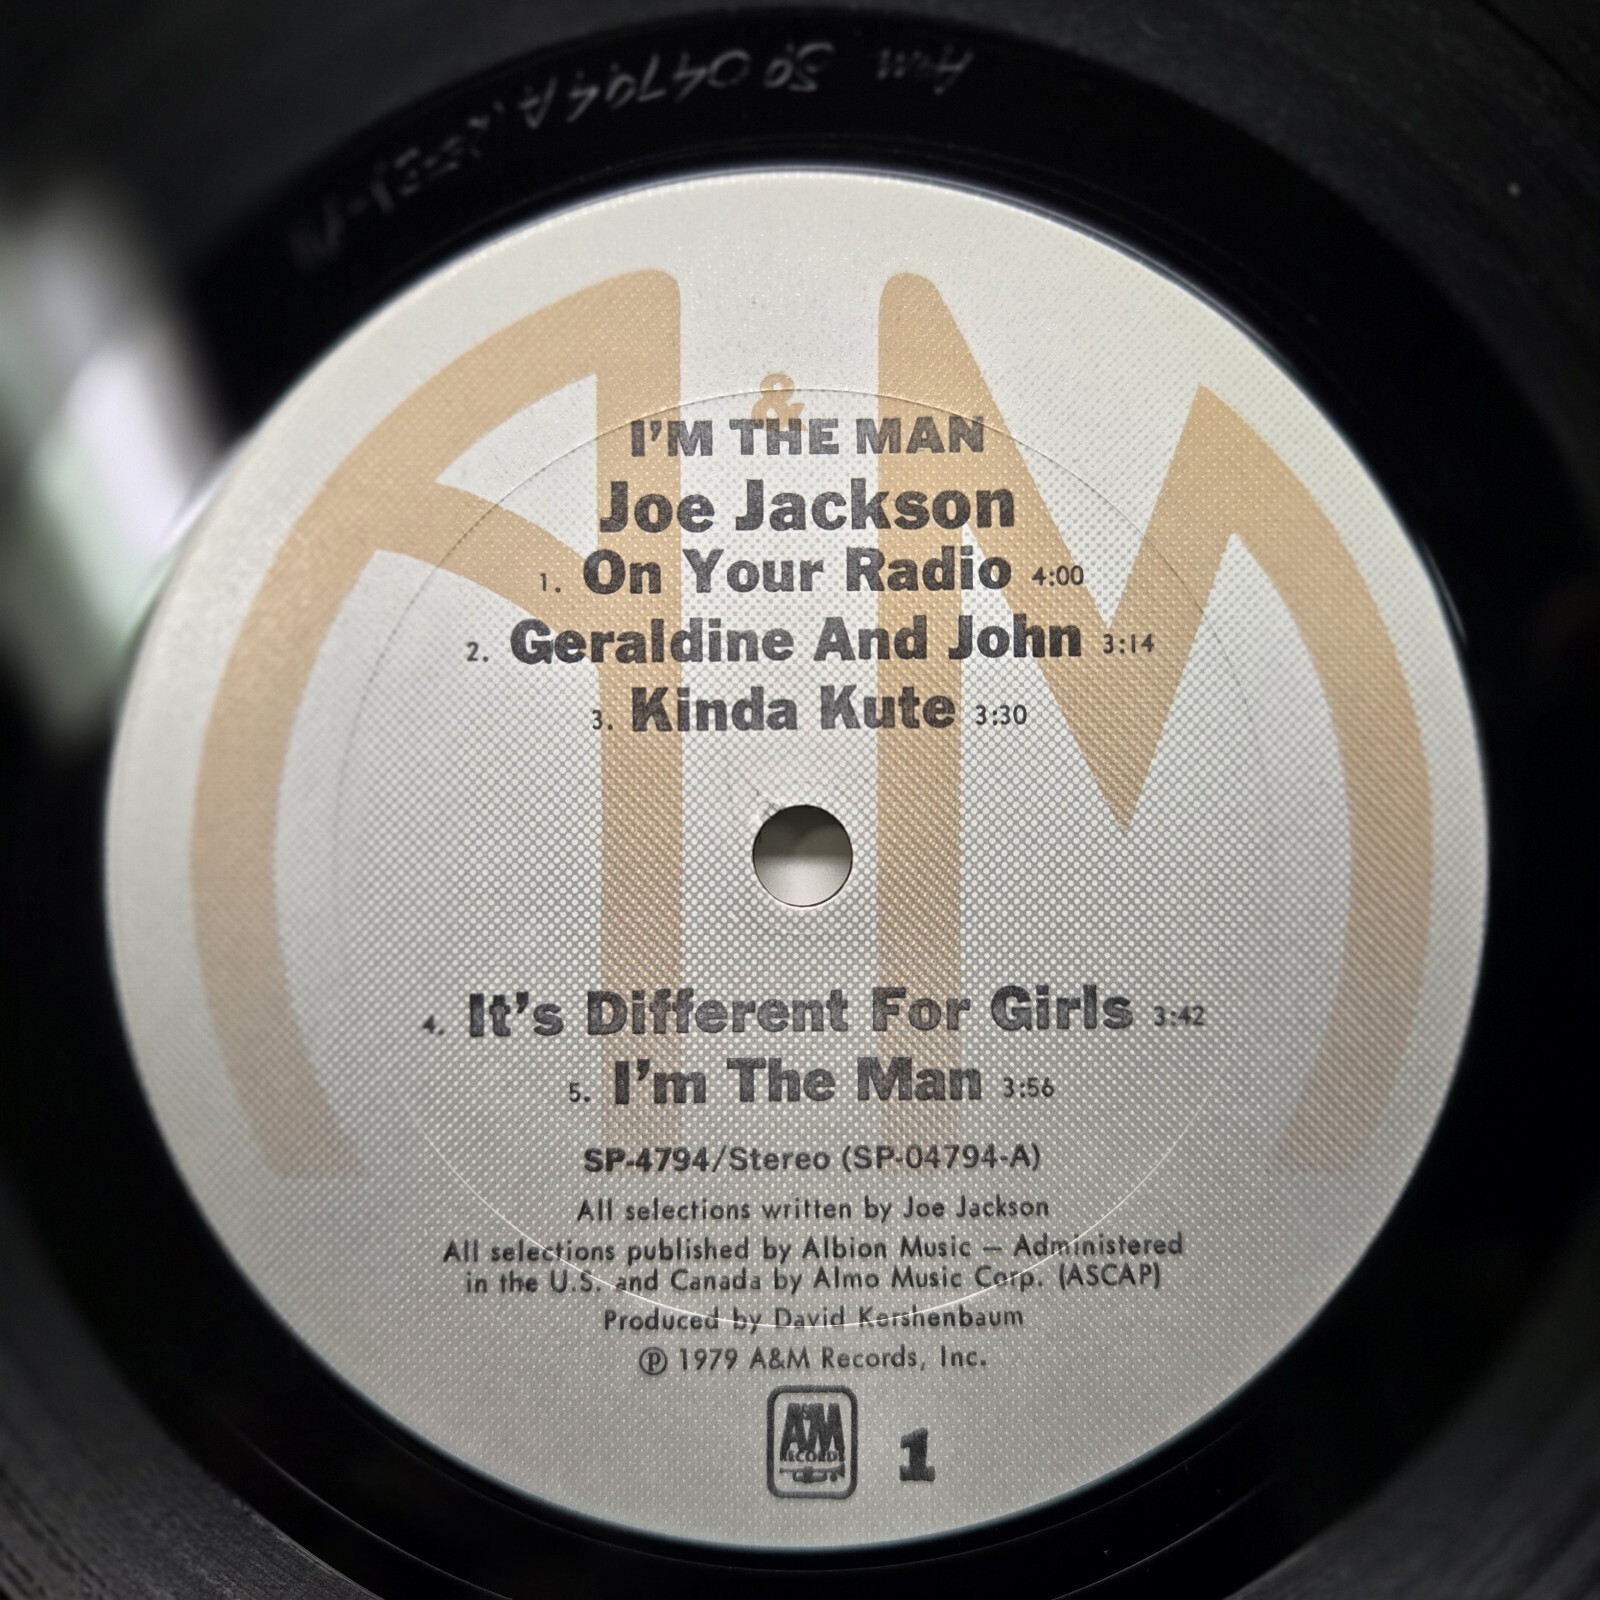 &
I'M THE MAN
Joe Jackson
1. On Your Radio 4:00
2. Geraldine And John 3:14
3. Kinda Kute 3:30
4. It's Different For Girls 3:42
5. I'm The Man 3:56
SP-4794/Stereo (SP-04794-A)
All selections written by Joe Jackson
All selections published by Albion Music — Administered
in the U.S. and Canada by Almo Music Corp. (ASCAP)
Produced by David Kershenbaum
℗ 1979 A&M Records, Inc.
A&M
RECORDS
1